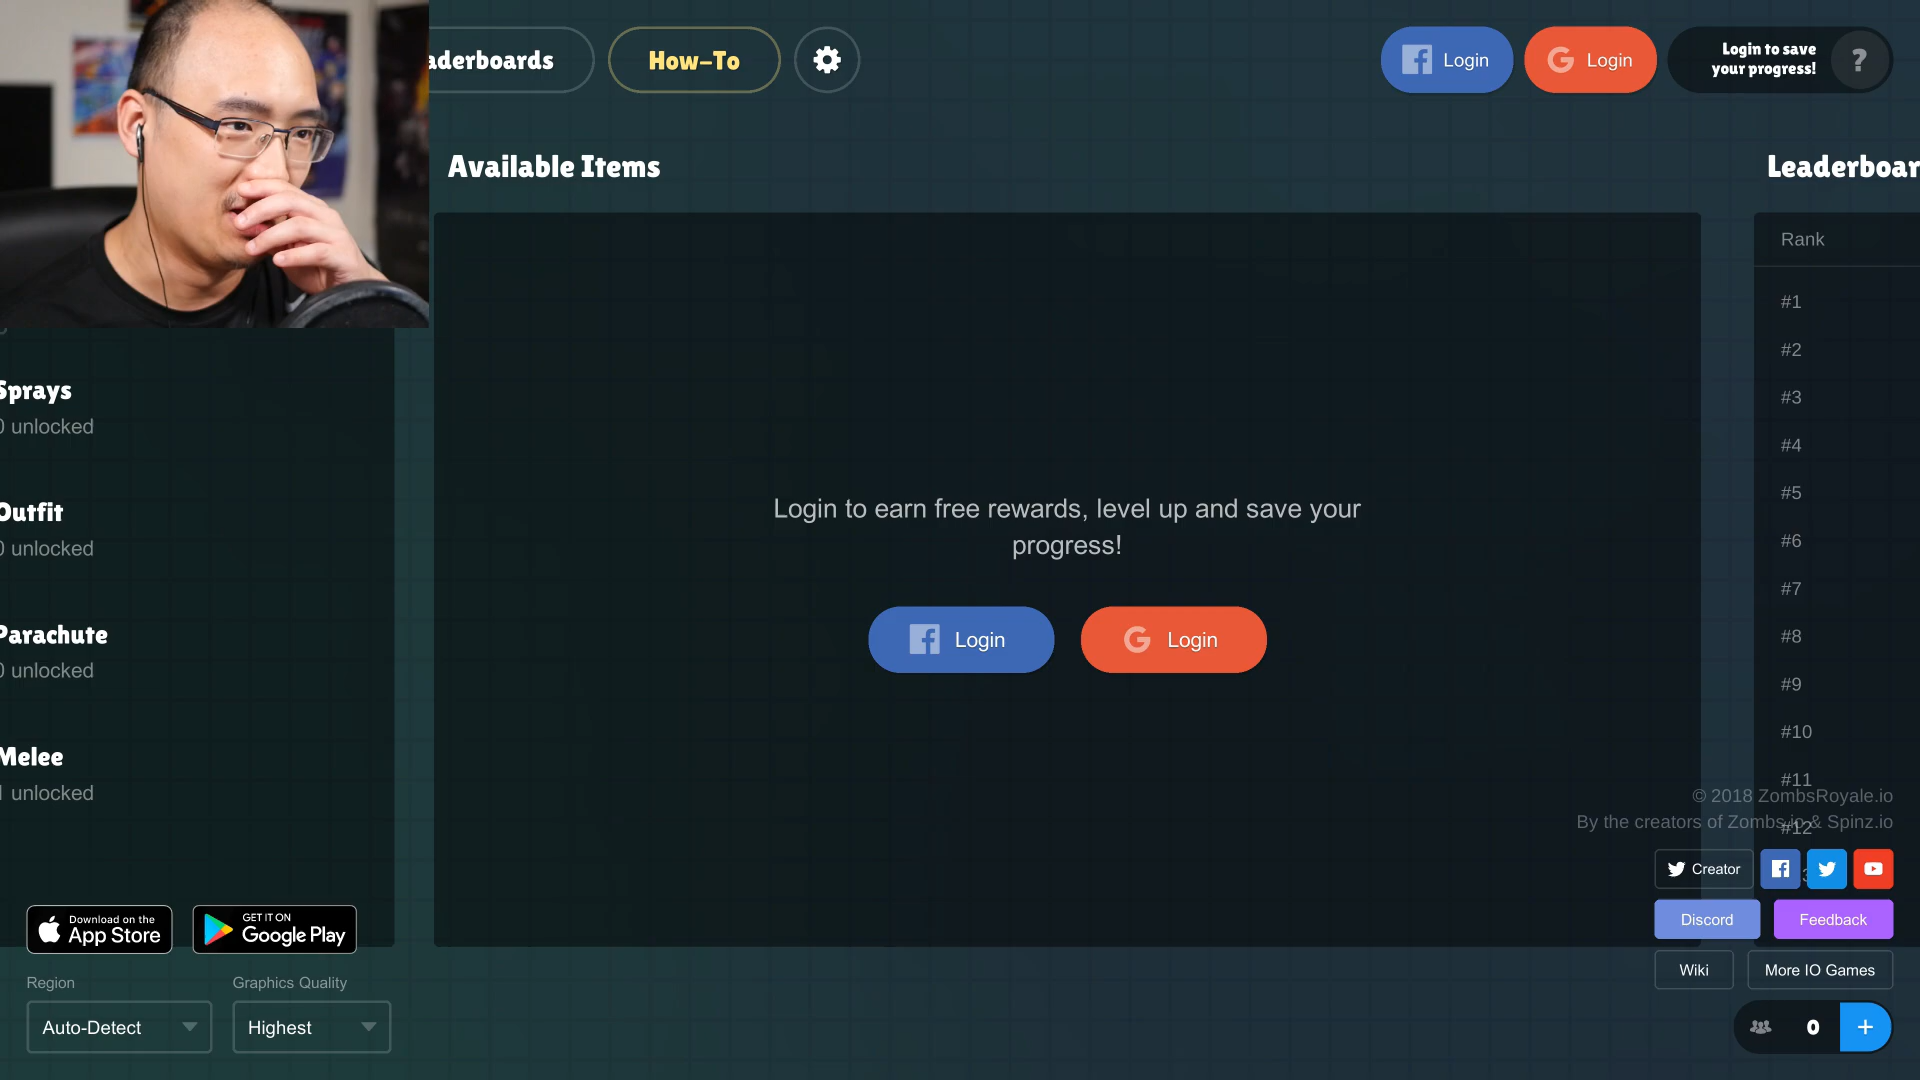 aderboards
How-To
Login
Login
Login to save
your progress!
?
Available Items
Leaderboar
Rank
#1
#2
#3
#4
#5
#6
#7
#8
#9
#10
#11
#12
Sprays
0 unlocked
Outfit
0 unlocked
Parachute
0 unlocked
Melee
1 unlocked
Login to earn free rewards, level up and save your
progress!
Login
Login
© 2018 ZombsRoyale.io
By the creators of Zombs.io & Spinz.io
Creator
Discord
Feedback
Wiki
More IO Games
0
+
Download on the
App Store
GET IT ON
Google Play
Region
Graphics Quality
Auto-Detect
Highest